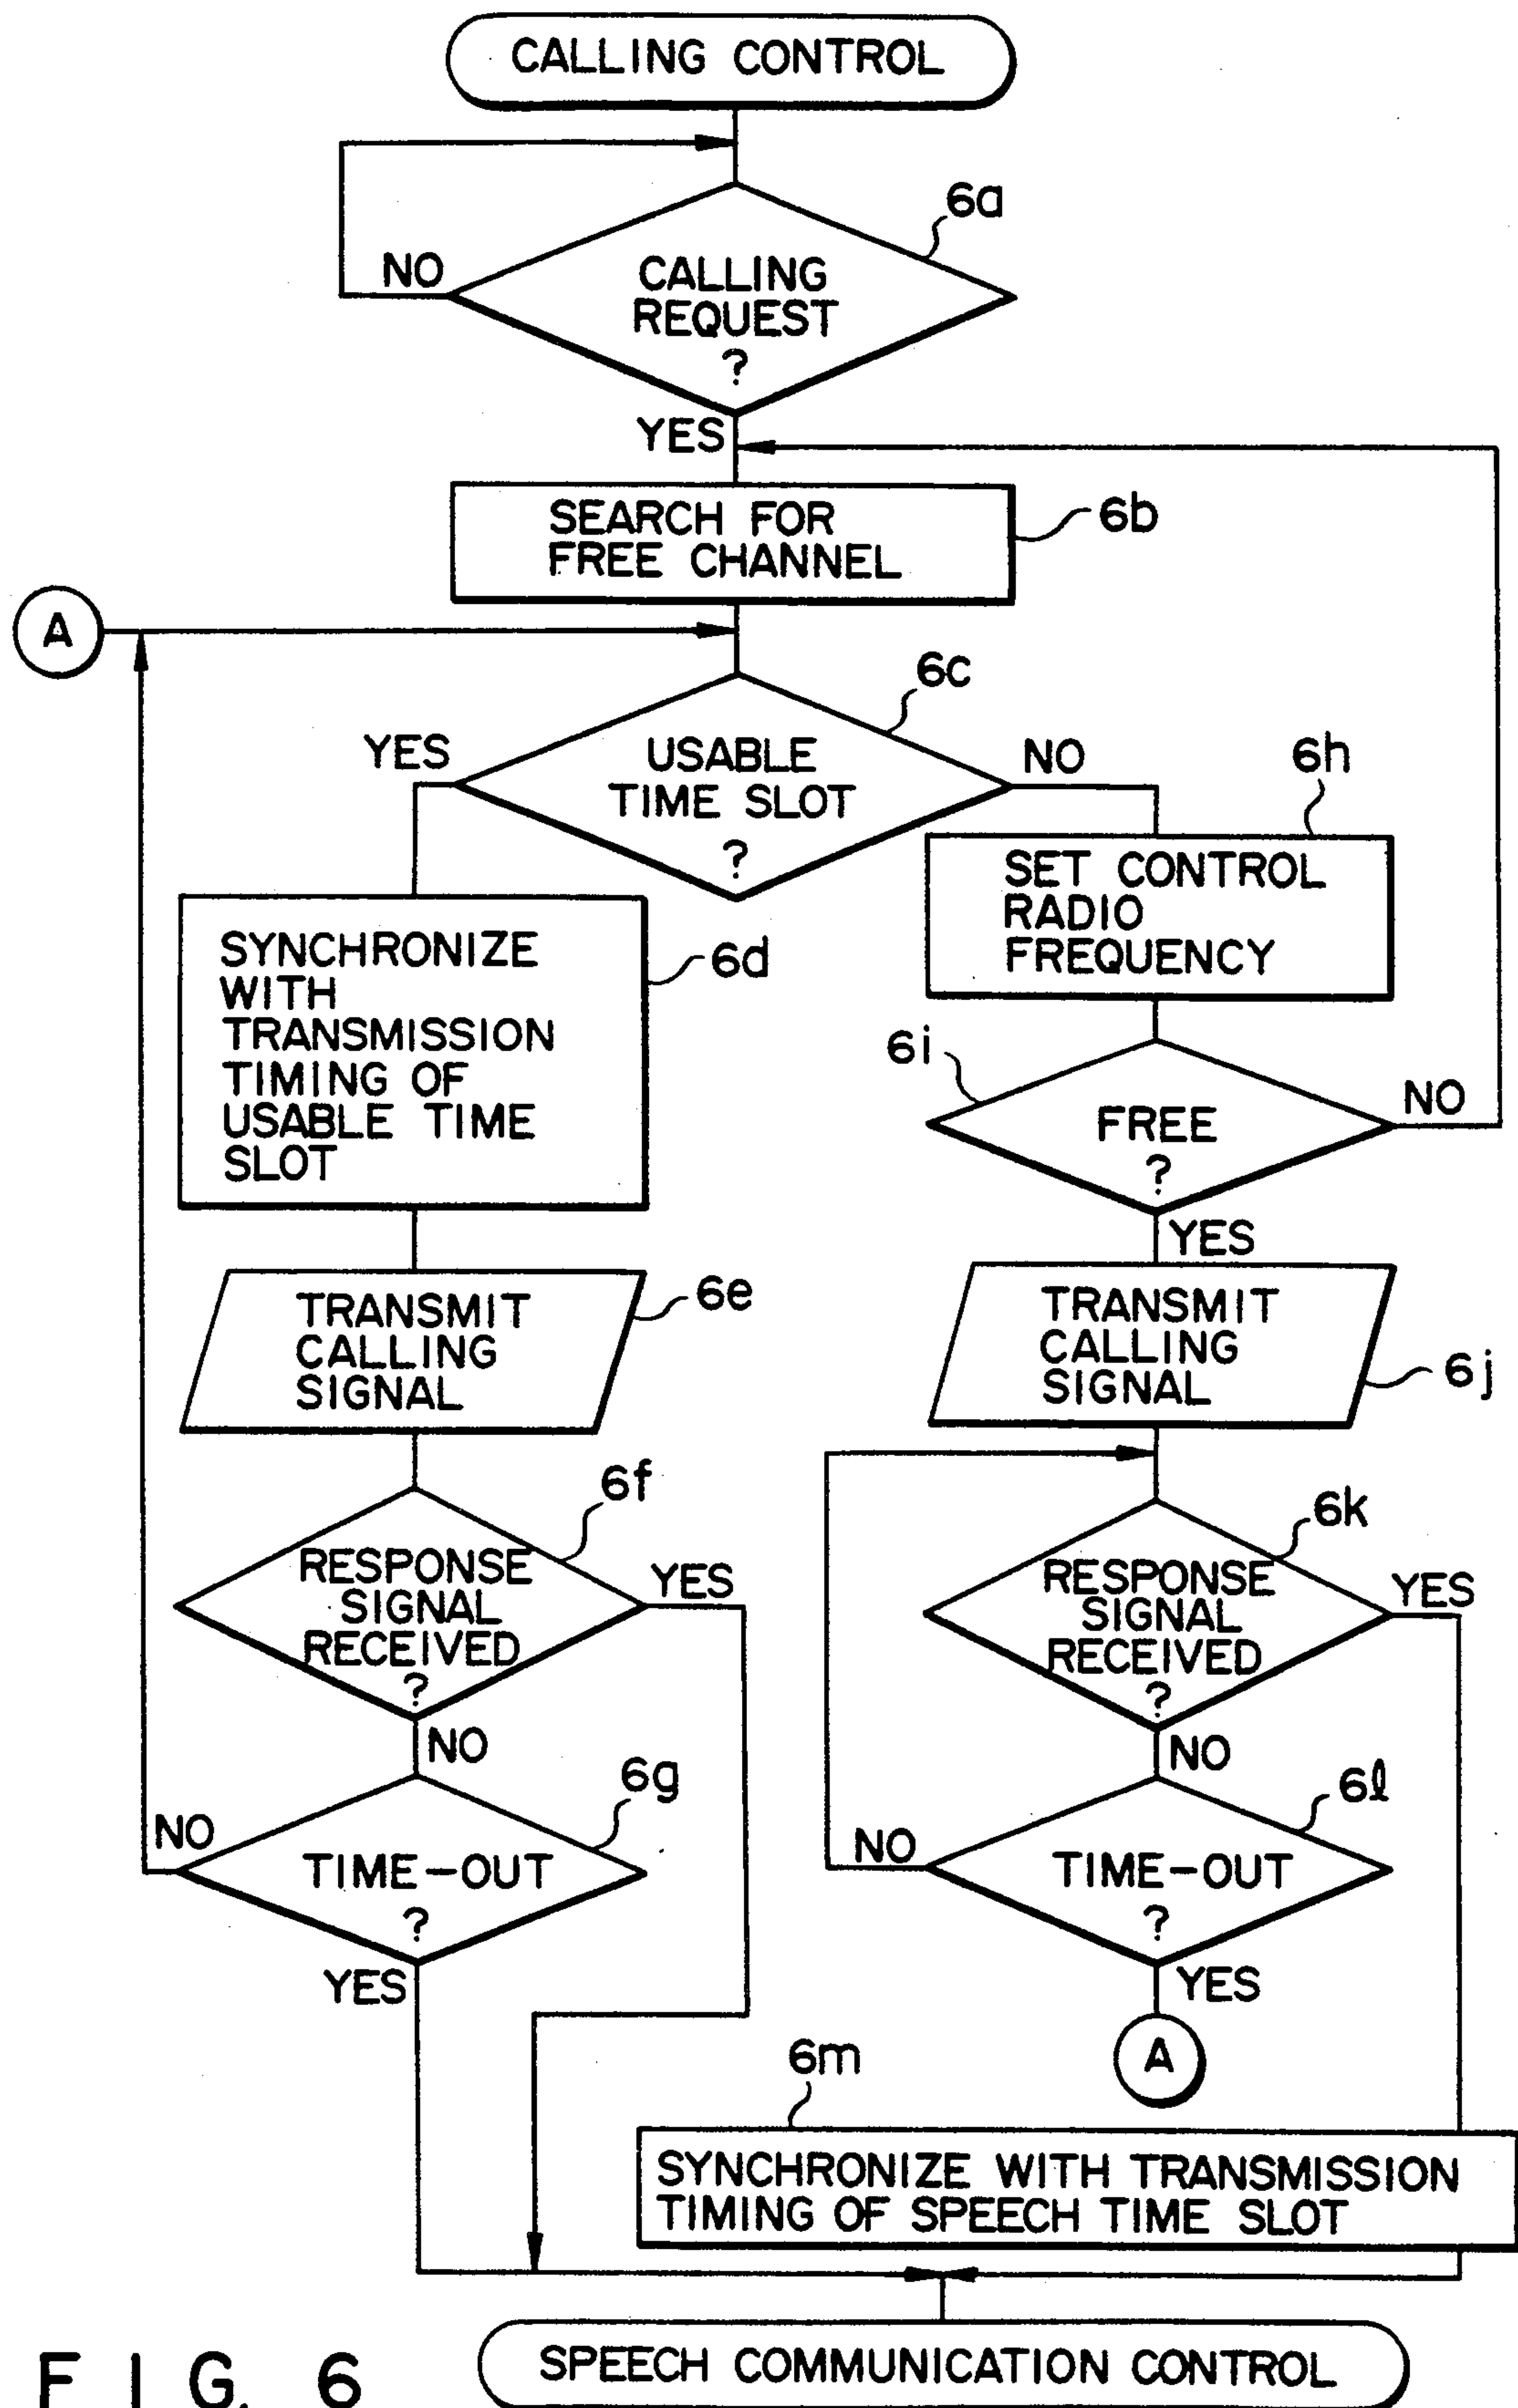 CALLING CONTROL
6a
NO
CALLING
REQUEST
?
YES
SEARCH FOR
FREE CHANNEL
6b
A
6c
YES
USABLE
TIME SLOT
?
NO
6h
SET CONTROL
RADIO
FREQUENCY
SYNCHRONIZE
WITH
TRANSMISSION
TIMING OF
USABLE TIME
SLOT
6d
6i
FREE
?
NO
YES
TRANSMIT
CALLING
SIGNAL
6e
TRANSMIT
CALLING
SIGNAL
6j
6f
RESPONSE
SIGNAL
RECEIVED
?
YES
NO
6k
RESPONSE
SIGNAL
RECEIVED
?
YES
NO
6g
NO
TIME-OUT
?
YES
6l
NO
TIME-OUT
?
YES
A
6m
SYNCHRONIZE WITH TRANSMISSION
TIMING OF SPEECH TIME SLOT
SPEECH COMMUNICATION CONTROL
FIG. 6